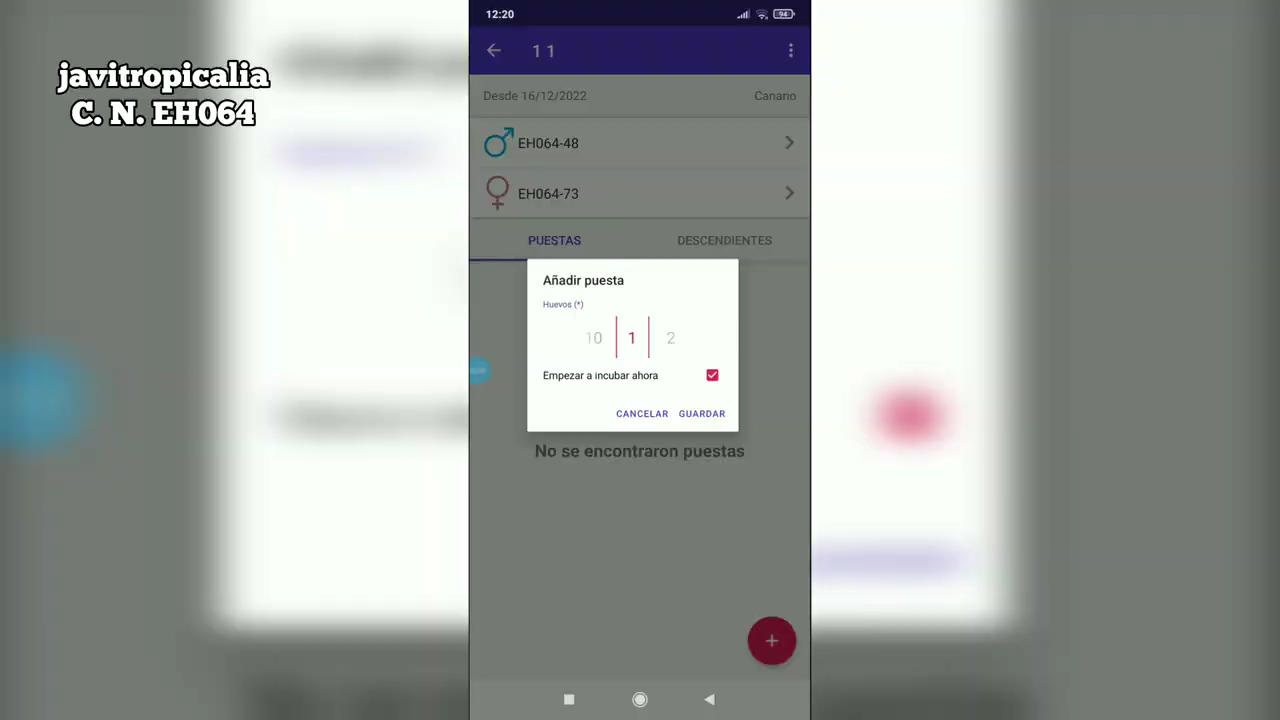 javitropicalia
C. N. EH064
12:20
94
11
Desde 16/12/2022 Canario
EH064-48
EH064-73
PUESTAS DESCENDIENTES
Añadir puesta
Huevos (*)
10 1 2
Empezar a incubar ahora
CANCELAR GUARDAR
No se encontraron puestas
+